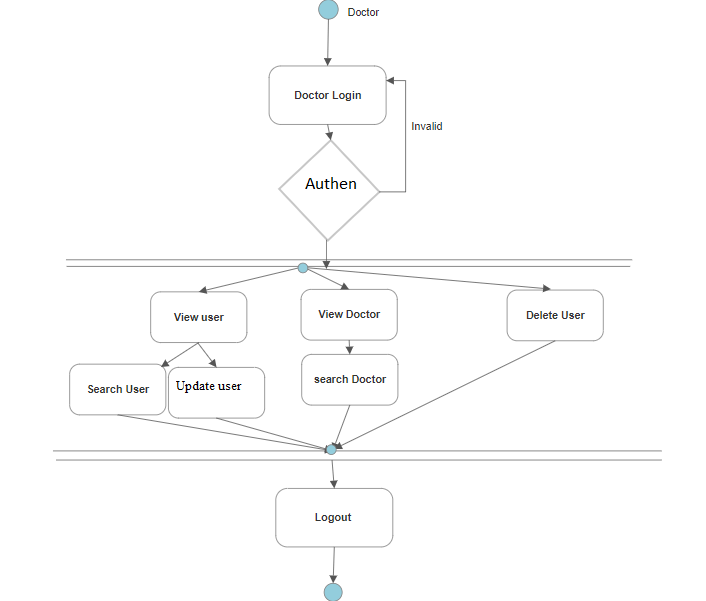 Doctor
Doctor Login
Invalid
Authen
View user
View Doctor
Delete User
Search User
Update user
search Doctor
Logout